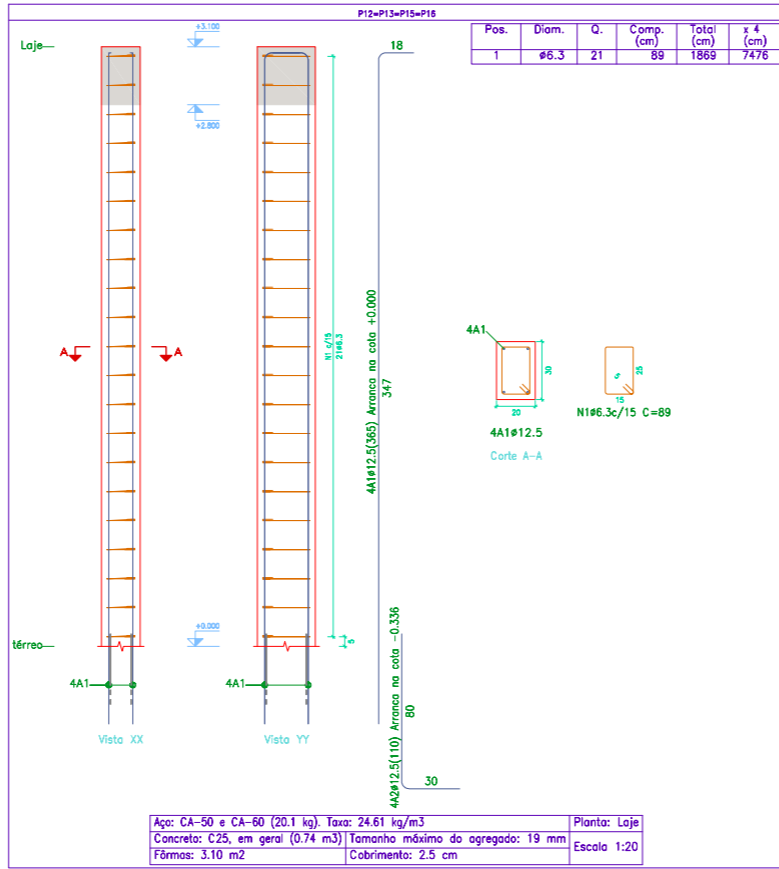 P12=P13=P15=P16
Pos. Diam. Q. Comp. (cm) Total (cm) x 4 (cm)
1 ø6.3 21 89 1869 7476
Laje
+3.100
18
+2.800
A A
N1 c/15
21ø6.3
4A1ø12.5(365) Arranca na cota +0.000
347
4A1
30
20
4A1ø12.5
Corte A-A
25
15
N1ø6.3c/15 C=89
térreo
+0.000
5
4A1
4A1
Vista XX
Vista YY
4A2ø12.5(110) Arranca na cota -0.336
80
30
Aço: CA-50 e CA-60 (20.1 kg). Taxa: 24.61 kg/m3
Planta: Laje
Concreto: C25, em geral (0.74 m3)
Tamanho máximo do agregado: 19 mm
Escala 1:20
Fôrmas: 3.10 m2
Cobrimento: 2.5 cm